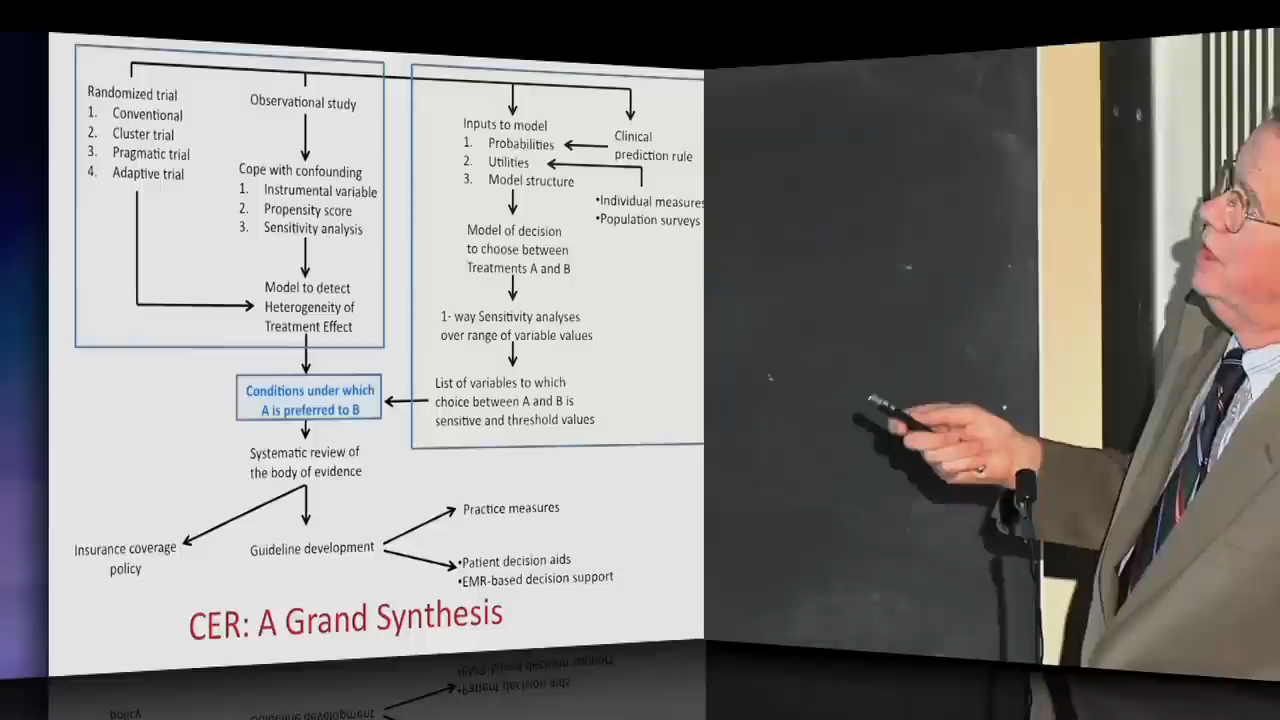 Randomized trial
1. Conventional
2. Cluster trial
3. Pragmatic trial
4. Adaptive trial
Observational study
Cope with confounding
1. Instrumental variable
2. Propensity score
3. Sensitivity analysis
Model to detect
Heterogeneity of
Treatment Effect
Inputs to model
1. Probabilities
2. Utilities
3. Model structure
Clinical
prediction rule
•Individual measures
•Population surveys
Model of decision
to choose between
Treatments A and B
1- way Sensitivity analyses
over range of variable values
List of variables to which
choice between A and B is
sensitive and threshold values
Conditions under which
A is preferred to B
Systematic review of
the body of evidence
Insurance coverage
policy
Guideline development
Practice measures
•Patient decision aids
•EMR-based decision support
CER: A Grand Synthesis